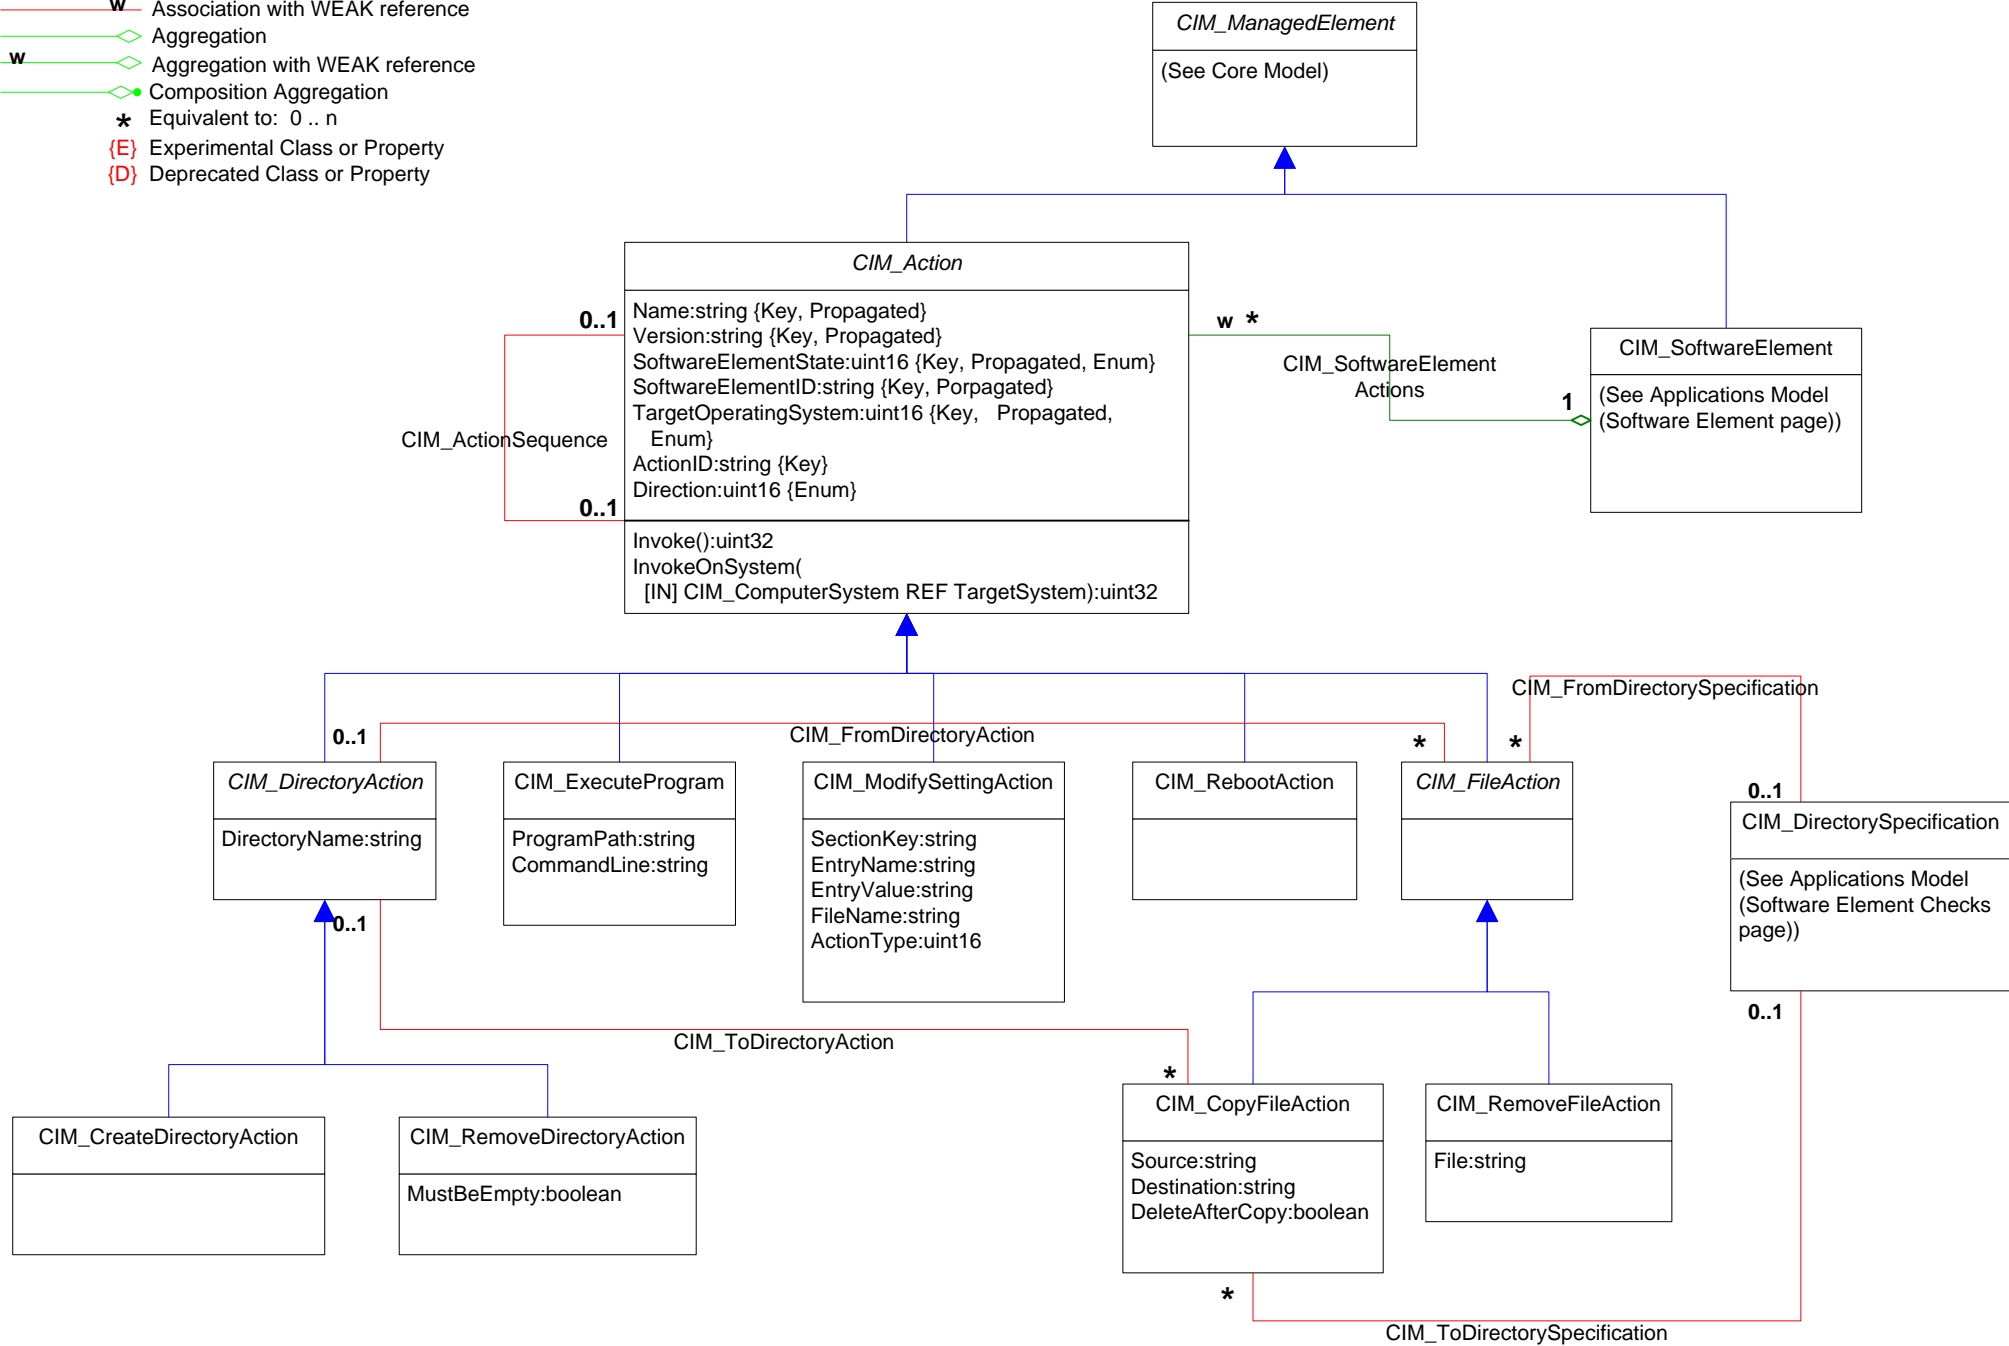 w Association with WEAK reference
Aggregation
w Aggregation with WEAK reference
Composition Aggregation
* Equivalent to: 0 .. n
{E} Experimental Class or Property
{D} Deprecated Class or Property
CIM_ManagedElement
(See Core Model)
CIM_Action
Name:string {Key, Propagated}
Version:string {Key, Propagated}
SoftwareElementState:uint16 {Key, Propagated, Enum}
SoftwareElementID:string {Key, Porpagated}
TargetOperatingSystem:uint16 {Key, Propagated,
Enum}
ActionID:string {Key}
Direction:uint16 {Enum}
Invoke():uint32
InvokeOnSystem(
[IN] CIM_ComputerSystem REF TargetSystem):uint32
0..1
CIM_ActionSequence
0..1
w *
CIM_SoftwareElement
Actions
1
CIM_SoftwareElement
(See Applications Model
(Software Element page))
CIM_FromDirectorySpecification
0..1
CIM_FromDirectoryAction
*
*
CIM_DirectoryAction
DirectoryName:string
0..1
CIM_ExecuteProgram
ProgramPath:string
CommandLine:string
CIM_ModifySettingAction
SectionKey:string
EntryName:string
EntryValue:string
FileName:string
ActionType:uint16
CIM_RebootAction
CIM_FileAction
0..1
CIM_DirectorySpecification
(See Applications Model
(Software Element Checks
page))
0..1
CIM_ToDirectoryAction
*
CIM_CreateDirectoryAction
CIM_RemoveDirectoryAction
MustBeEmpty:boolean
CIM_CopyFileAction
Source:string
Destination:string
DeleteAfterCopy:boolean
CIM_RemoveFileAction
File:string
*
CIM_ToDirectorySpecification